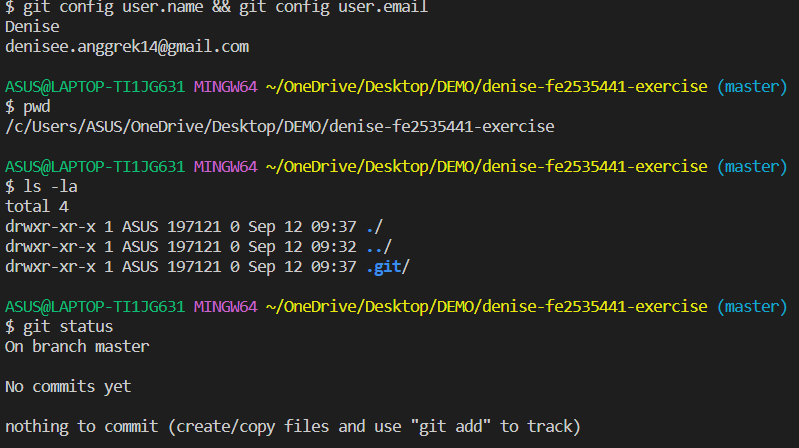 $ git config user.name && git config user.email
Denise
denisee.anggrek14@gmail.com
ASUS@LAPTOP-TI1JG631 MINGW64 ~/OneDrive/Desktop/DEMO/denise-fe2535441-exercise (master)
$ pwd
/c/Users/ASUS/OneDrive/Desktop/DEMO/denise-fe2535441-exercise
ASUS@LAPTOP-TI1JG631 MINGW64 ~/OneDrive/Desktop/DEMO/denise-fe2535441-exercise (master)
$ ls -la
total 4
drwxr-xr-x 1 ASUS 197121 0 Sep 12 09:37 ./
drwxr-xr-x 1 ASUS 197121 0 Sep 12 09:32 ../
drwxr-xr-x 1 ASUS 197121 0 Sep 12 09:37 .git/
ASUS@LAPTOP-TI1JG631 MINGW64 ~/OneDrive/Desktop/DEMO/denise-fe2535441-exercise (master)
$ git status
On branch master
No commits yet
nothing to commit (create/copy files and use "git add" to track)